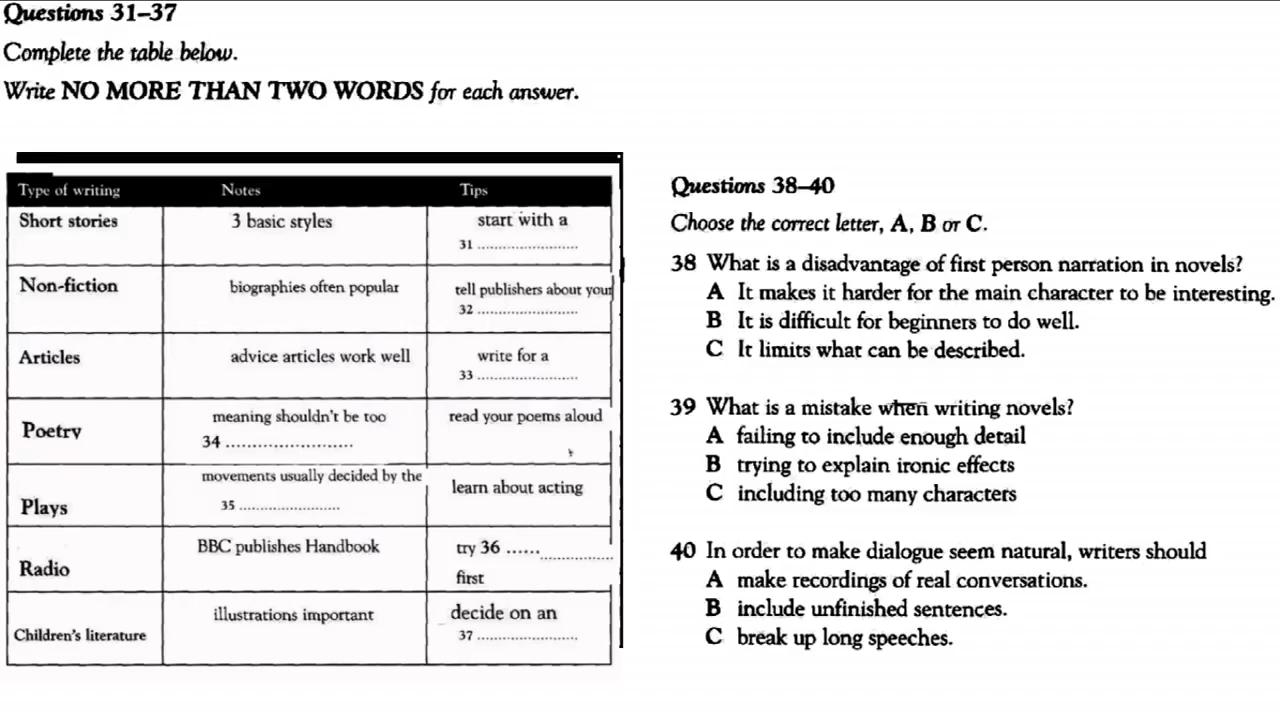 Questions 31–37
Complete the table below.
Write NO MORE THAN TWO WORDS for each answer.
Type of writing Notes Tips
Short stories 3 basic styles start with a
31 ........................
Non-fiction biographies often popular tell publishers about your
32 ........................
Articles advice articles work well write for a
33 ........................
Poetry meaning shouldn't be too read your poems aloud
34 ........................
Plays movements usually decided by the learn about acting
35 ........................
Radio BBC publishes Handbook try 36 ........................
first
Children's literature illustrations important decide on an
37 ........................
Questions 38–40
Choose the correct letter, A, B or C.
38 What is a disadvantage of first person narration in novels?
A It makes it harder for the main character to be interesting.
B It is difficult for beginners to do well.
C It limits what can be described.
39 What is a mistake when writing novels?
A failing to include enough detail
B trying to explain ironic effects
C including too many characters
40 In order to make dialogue seem natural, writers should
A make recordings of real conversations.
B include unfinished sentences.
C break up long speeches.